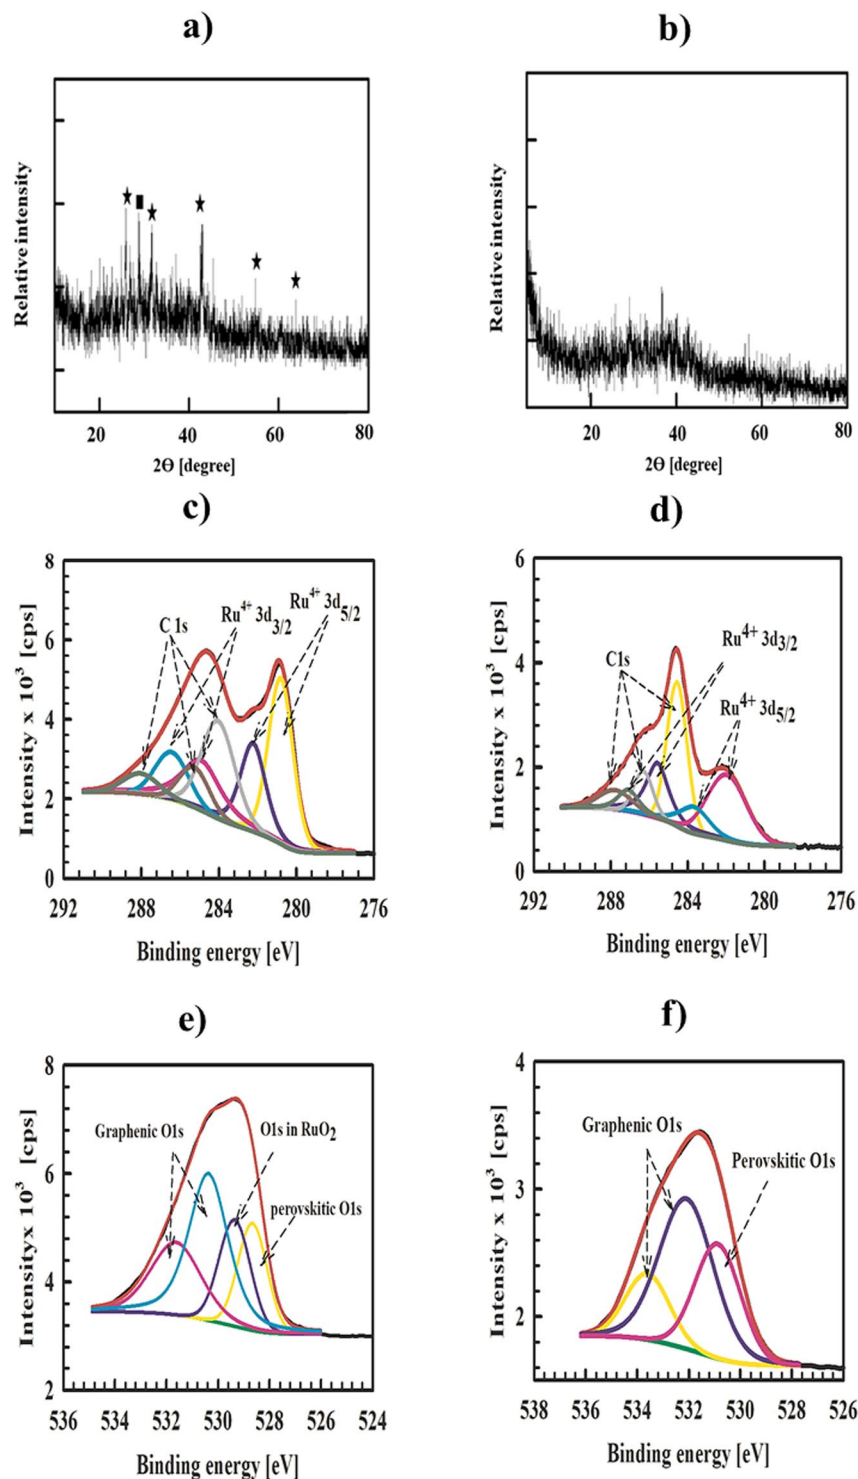 a)
Relative intensity
20
40
60
80
2Θ [degree]
b)
Relative intensity
20
40
60
80
2Θ [degree]
c)
8
6
4
2
0
Intensity x 10³ [cps]
C 1s
Ru⁴⁺ 3d3/2
Ru⁴⁺ 3d5/2
292
288
284
280
276
Binding energy [eV]
d)
6
4
2
0
Intensity x 10³ [cps]
C1s
Ru⁴⁺ 3d3/2
Ru⁴⁺ 3d5/2
292
288
284
280
276
Binding energy [eV]
e)
8
6
4
2
Intensityx 10³ [cps]
Graphenic O1s
O1s in RuO₂
perovskitic O1s
536
534
532
530
528
526
524
Binding energy [eV]
f)
4
3
2
Intensity x 10³ [cps]
Graphenic O1s
Perovskitic O1s
538
536
534
532
530
528
526
Binding energy [eV]